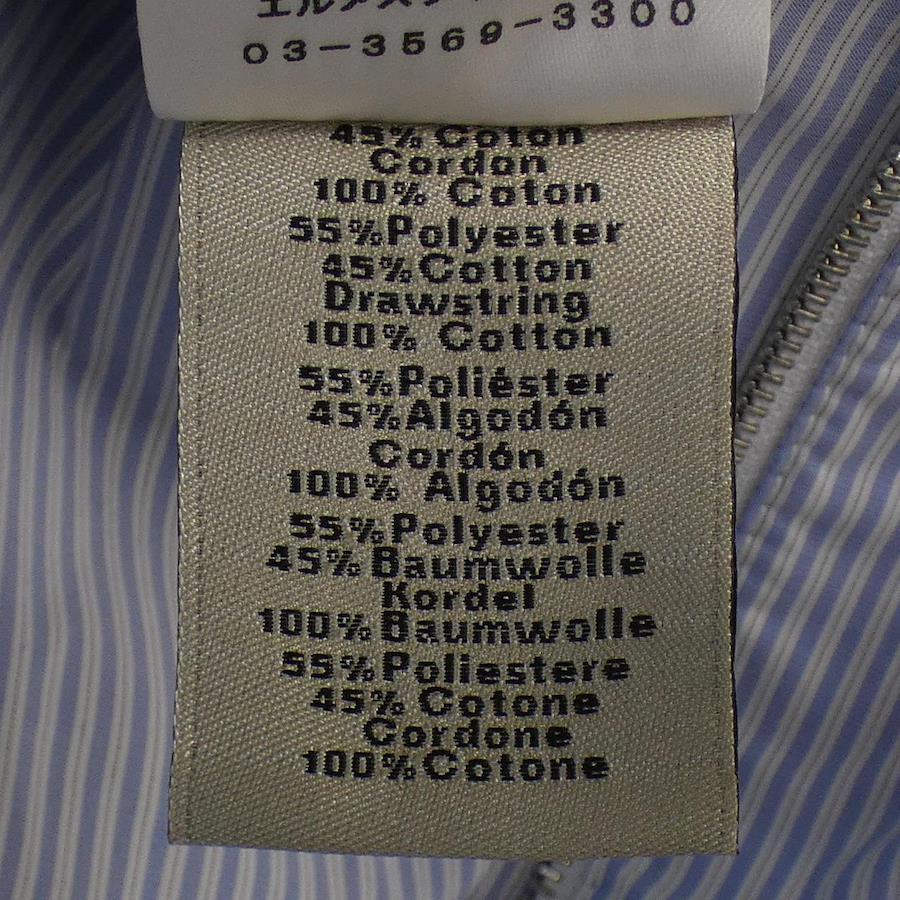 03-3569-3300
45% Coton
Cordon
100% Coton
55%Polyester
45%Cotton
Drawstring
100% Cotton
55%Poliéster
45%Algodón
Cordón
100% Algodón
55%Polyester
45%Baumwolle
Kordel
100%Baumwolle
55%Poliestere
45% Cotone
Cordone
100%Cotone